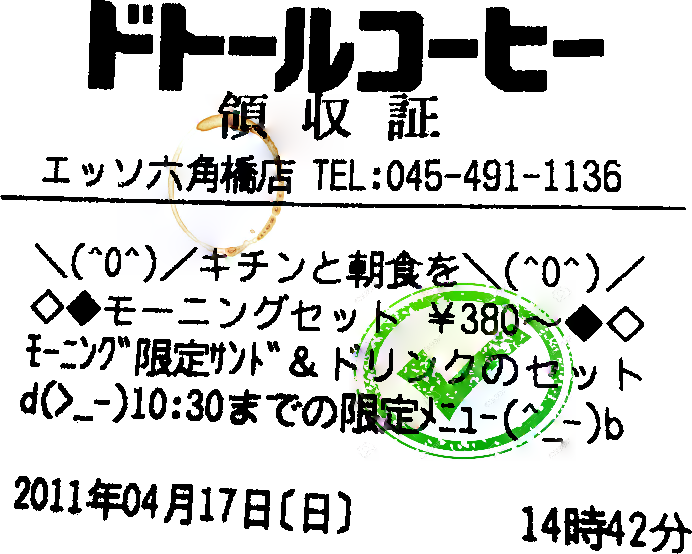 ドトールコーヒー
領収証
エッソ六角橋店 TEL:045-491-1136
＼(^0^)／キチンと朝食を＼(^0^)／
◇◆モーニングセット ￥380～◆◇
ﾓｰﾆﾝｸﾞ限定ｻﾝﾄﾞ＆ドリンクのセット
d(>_-)10:30までの限定ﾒﾆｭｰ(^_-)b
2011年04月17日(日) 14時42分